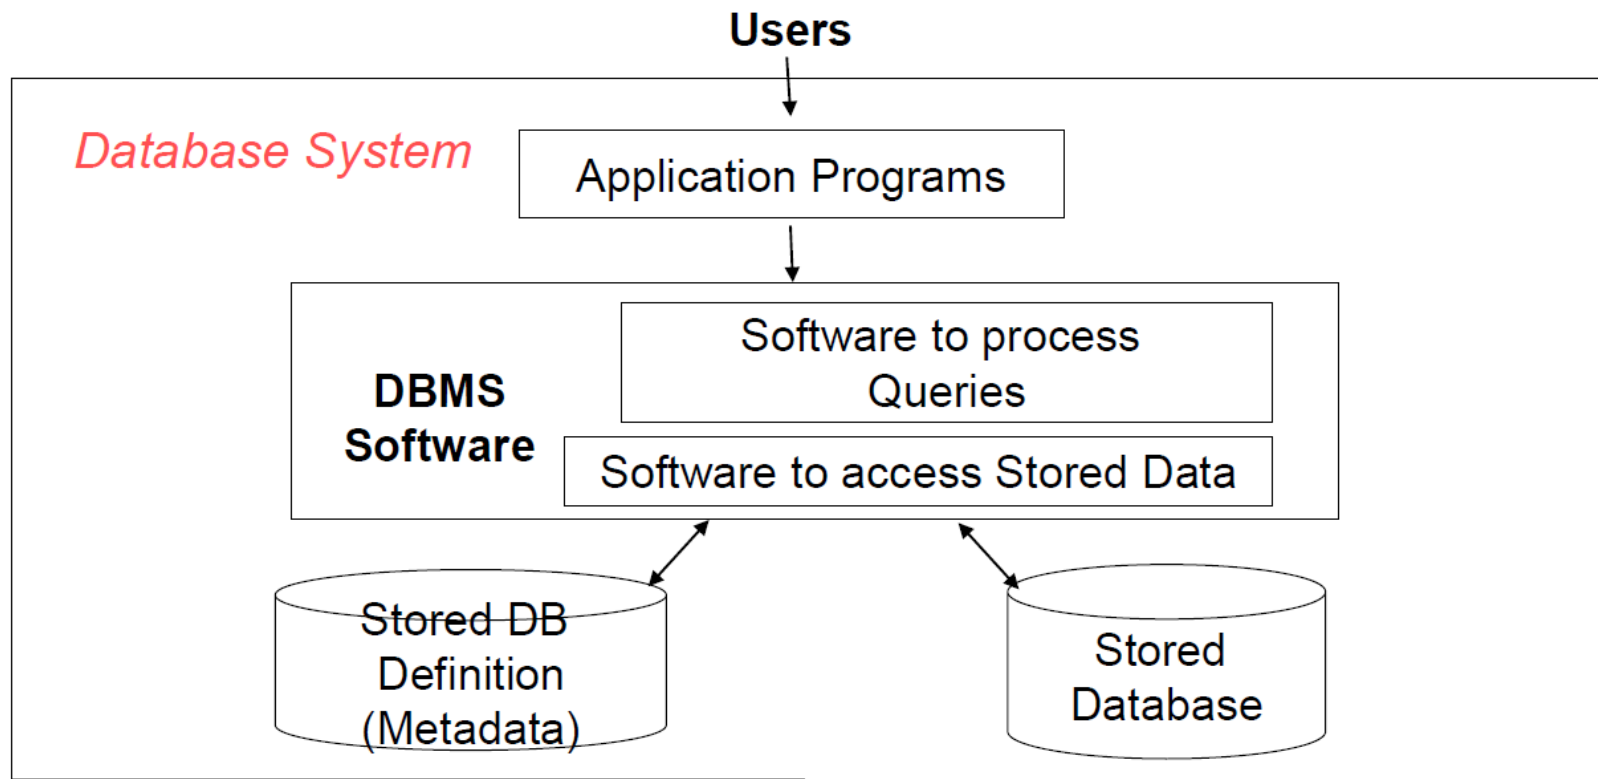 Users
Database System
Application Programs
Software to process
Queries
DBMS
Software
Software to access Stored Data
Stored DB
Definition
(Metadata)
Stored
Database